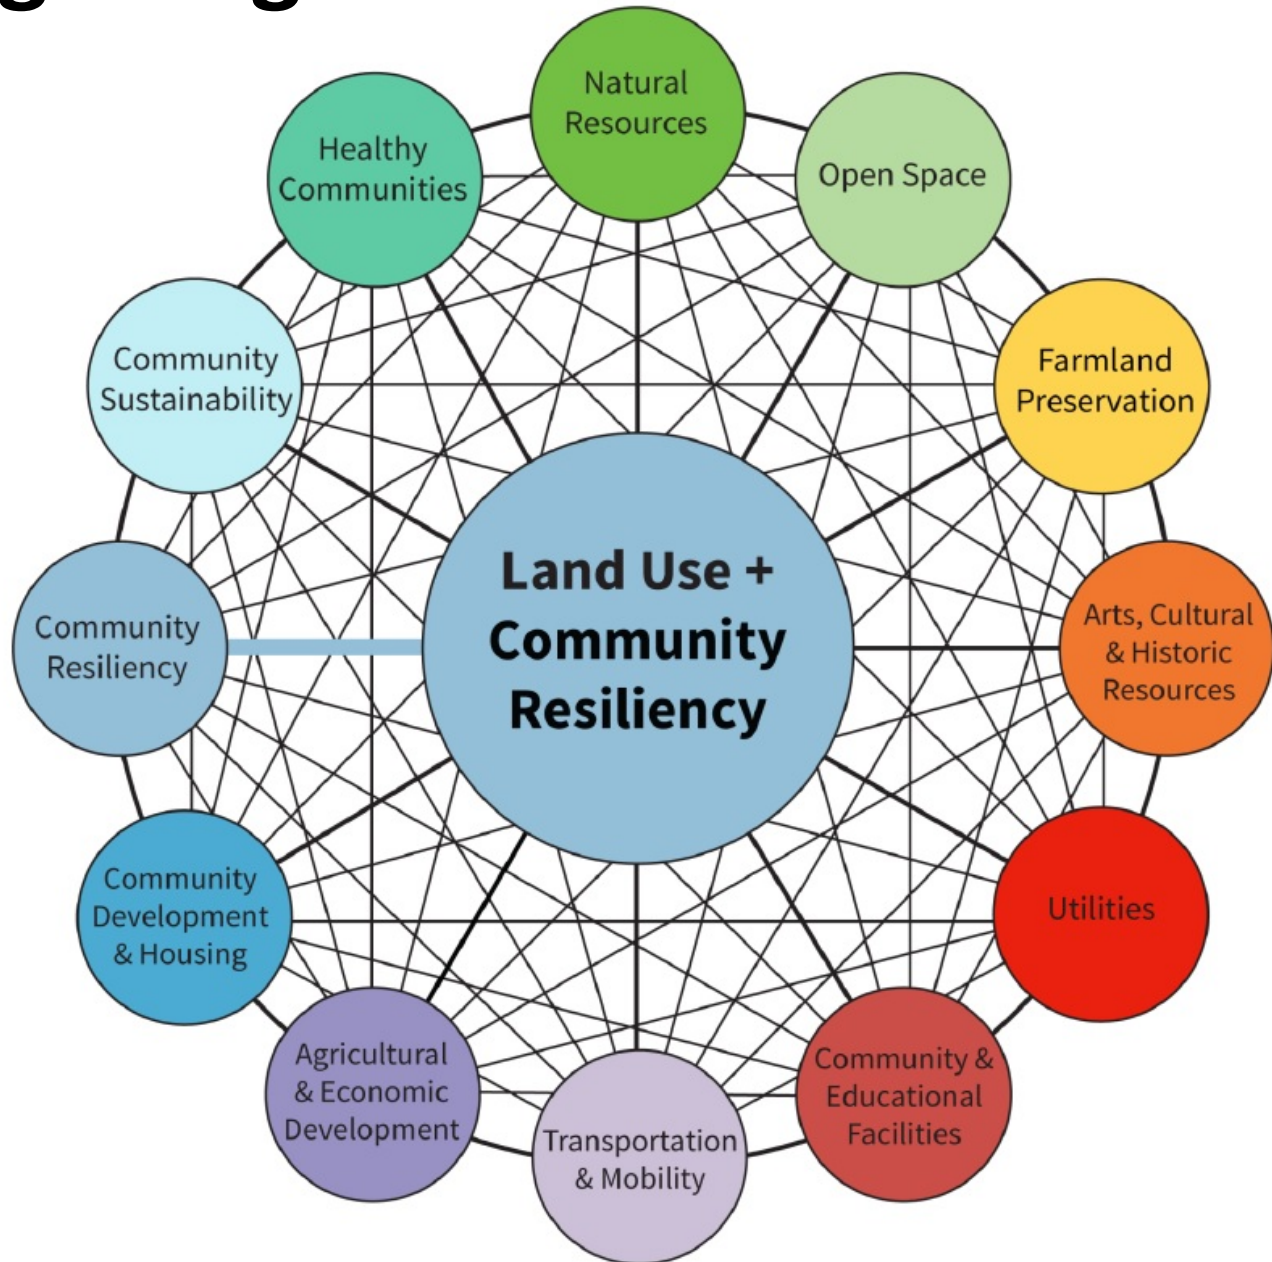 Natural
Resources
Healthy
Communities
Open Space
Community
Sustainability
Farmland
Preservation
Land Use +
Community
Resiliency
Community
Resiliency
Arts, Cultural
& Historic
Resources
Community
Development
& Housing
Utilities
Agricultural
& Economic
Development
Transportation
& Mobility
Community &
Educational
Facilities